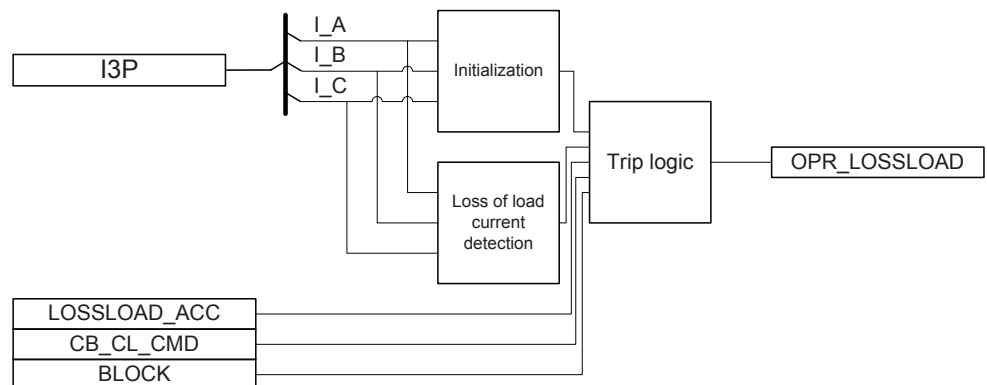 I_A
I_B
I_C
I3P
Initialization
Trip logic
OPR_LOSSLOAD
Loss of load
current
detection
LOSSLOAD_ACC
CB_CL_CMD
BLOCK